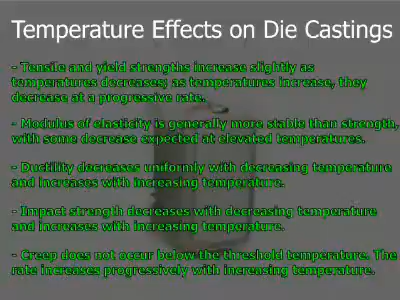 Temperature Effects on Die Castings
- Tensile and yield strengths increase slightly as
temperatures decreases; as temperatures increase, they
decrease at a progressive rate.
- Modulus of elasticity is generally more stable than strength,
with some decrease expected at elevated temperatures.
- Ductility decreases uniformly with decreasing temperature
and increases with increasing temperature.
- Impact strength decreases with decreasing temperature
and increases with increasing temperature.
- Creep does not occur below the threshold temperature. The
rate increases progressively with increasing temperature.